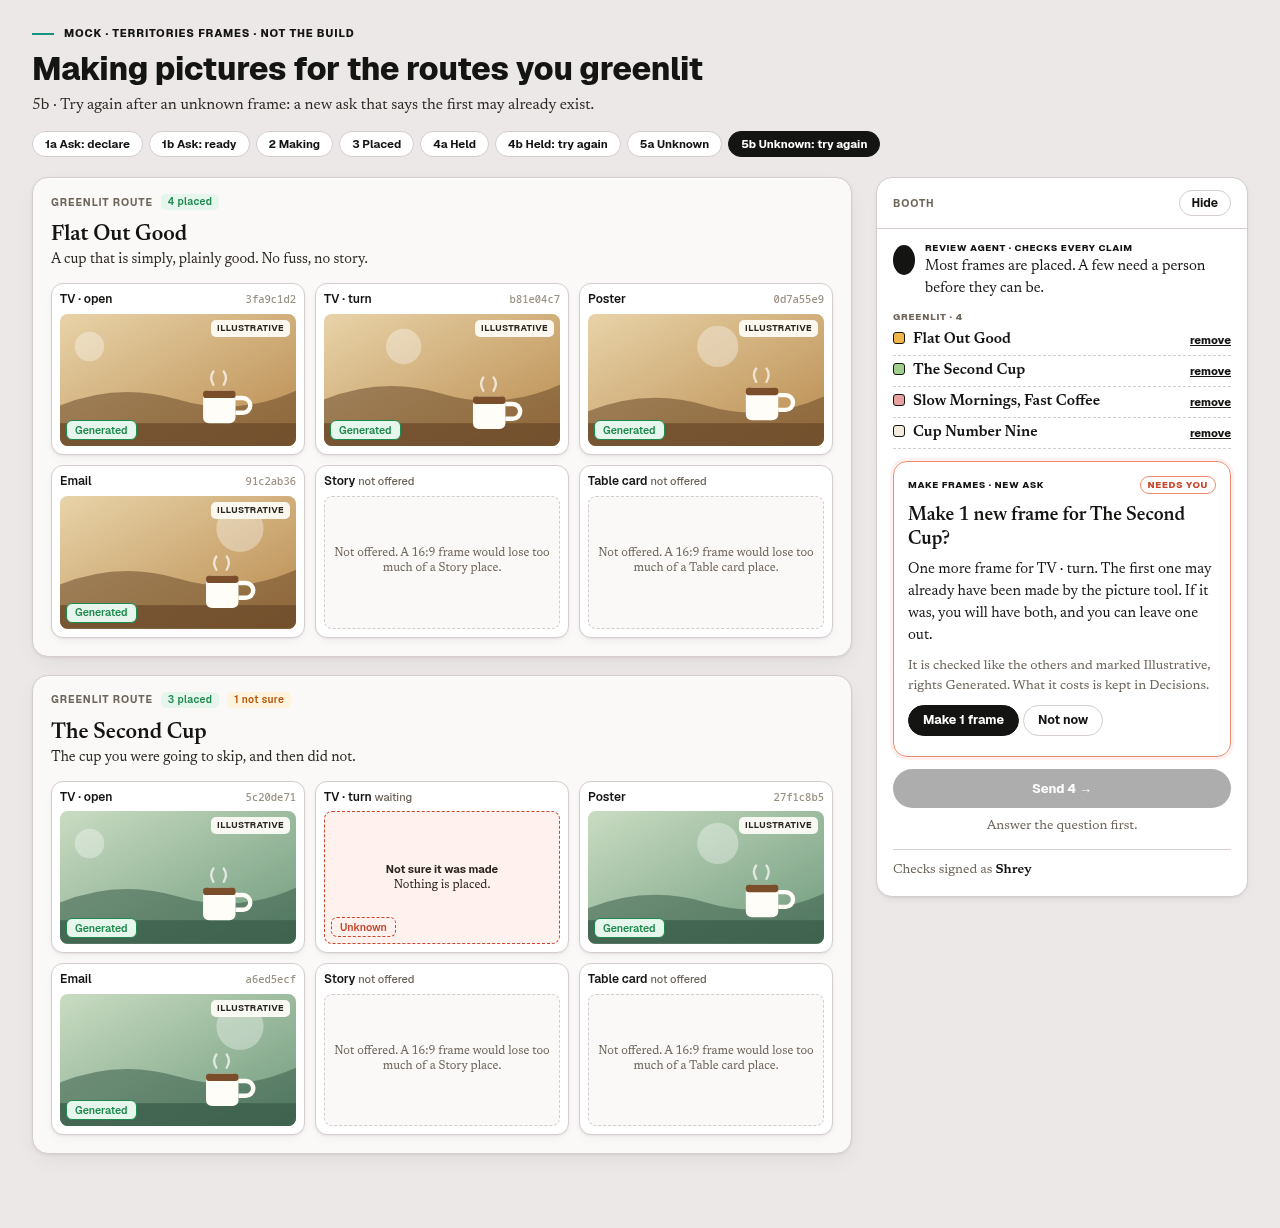 MOCK · TERRITORIES FRAMES · NOT THE BUILD
Making pictures for the routes you greenlit
5b · Try again after an unknown frame: a new ask that says the first may already exist.
1a Ask: declare
1b Ask: ready
2 Making
3 Placed
4a Held
4b Held: try again
5a Unknown
5b Unknown: try again
GREENLIT ROUTE 4 placed
Flat Out Good
A cup that is simply, plainly good. No fuss, no story.
TV · open 3fa9c1d2
ILLUSTRATIVE
Generated
TV · turn b81e04c7
ILLUSTRATIVE
Generated
Poster 0d7a55e9
ILLUSTRATIVE
Generated
Email 91c2ab36
ILLUSTRATIVE
Generated
Story not offered
Not offered. A 16:9 frame would lose too
much of a Story place.
Table card not offered
Not offered. A 16:9 frame would lose too
much of a Table card place.
GREENLIT ROUTE 3 placed 1 not sure
The Second Cup
The cup you were going to skip, and then did not.
TV · open 5c20de71
ILLUSTRATIVE
Generated
TV · turn waiting
Not sure it was made
Nothing is placed.
Unknown
Poster 27f1c8b5
ILLUSTRATIVE
Generated
Email a6ed5ecf
ILLUSTRATIVE
Generated
Story not offered
Not offered. A 16:9 frame would lose too
much of a Story place.
Table card not offered
Not offered. A 16:9 frame would lose too
much of a Table card place.
BOOTH
Hide
REVIEW AGENT · CHECKS EVERY CLAIM
Most frames are placed. A few need a person
before they can be.
GREENLIT · 4
Flat Out Good remove
The Second Cup remove
Slow Mornings, Fast Coffee remove
Cup Number Nine remove
MAKE FRAMES · NEW ASK NEEDS YOU
Make 1 new frame for The Second
Cup?
One more frame for TV · turn. The first one may
already have been made by the picture tool. If it
was, you will have both, and you can leave one
out.
It is checked like the others and marked Illustrative,
rights Generated. What it costs is kept in Decisions.
Make 1 frame
Not now
Send 4 →
Answer the question first.
Checks signed as Shrey